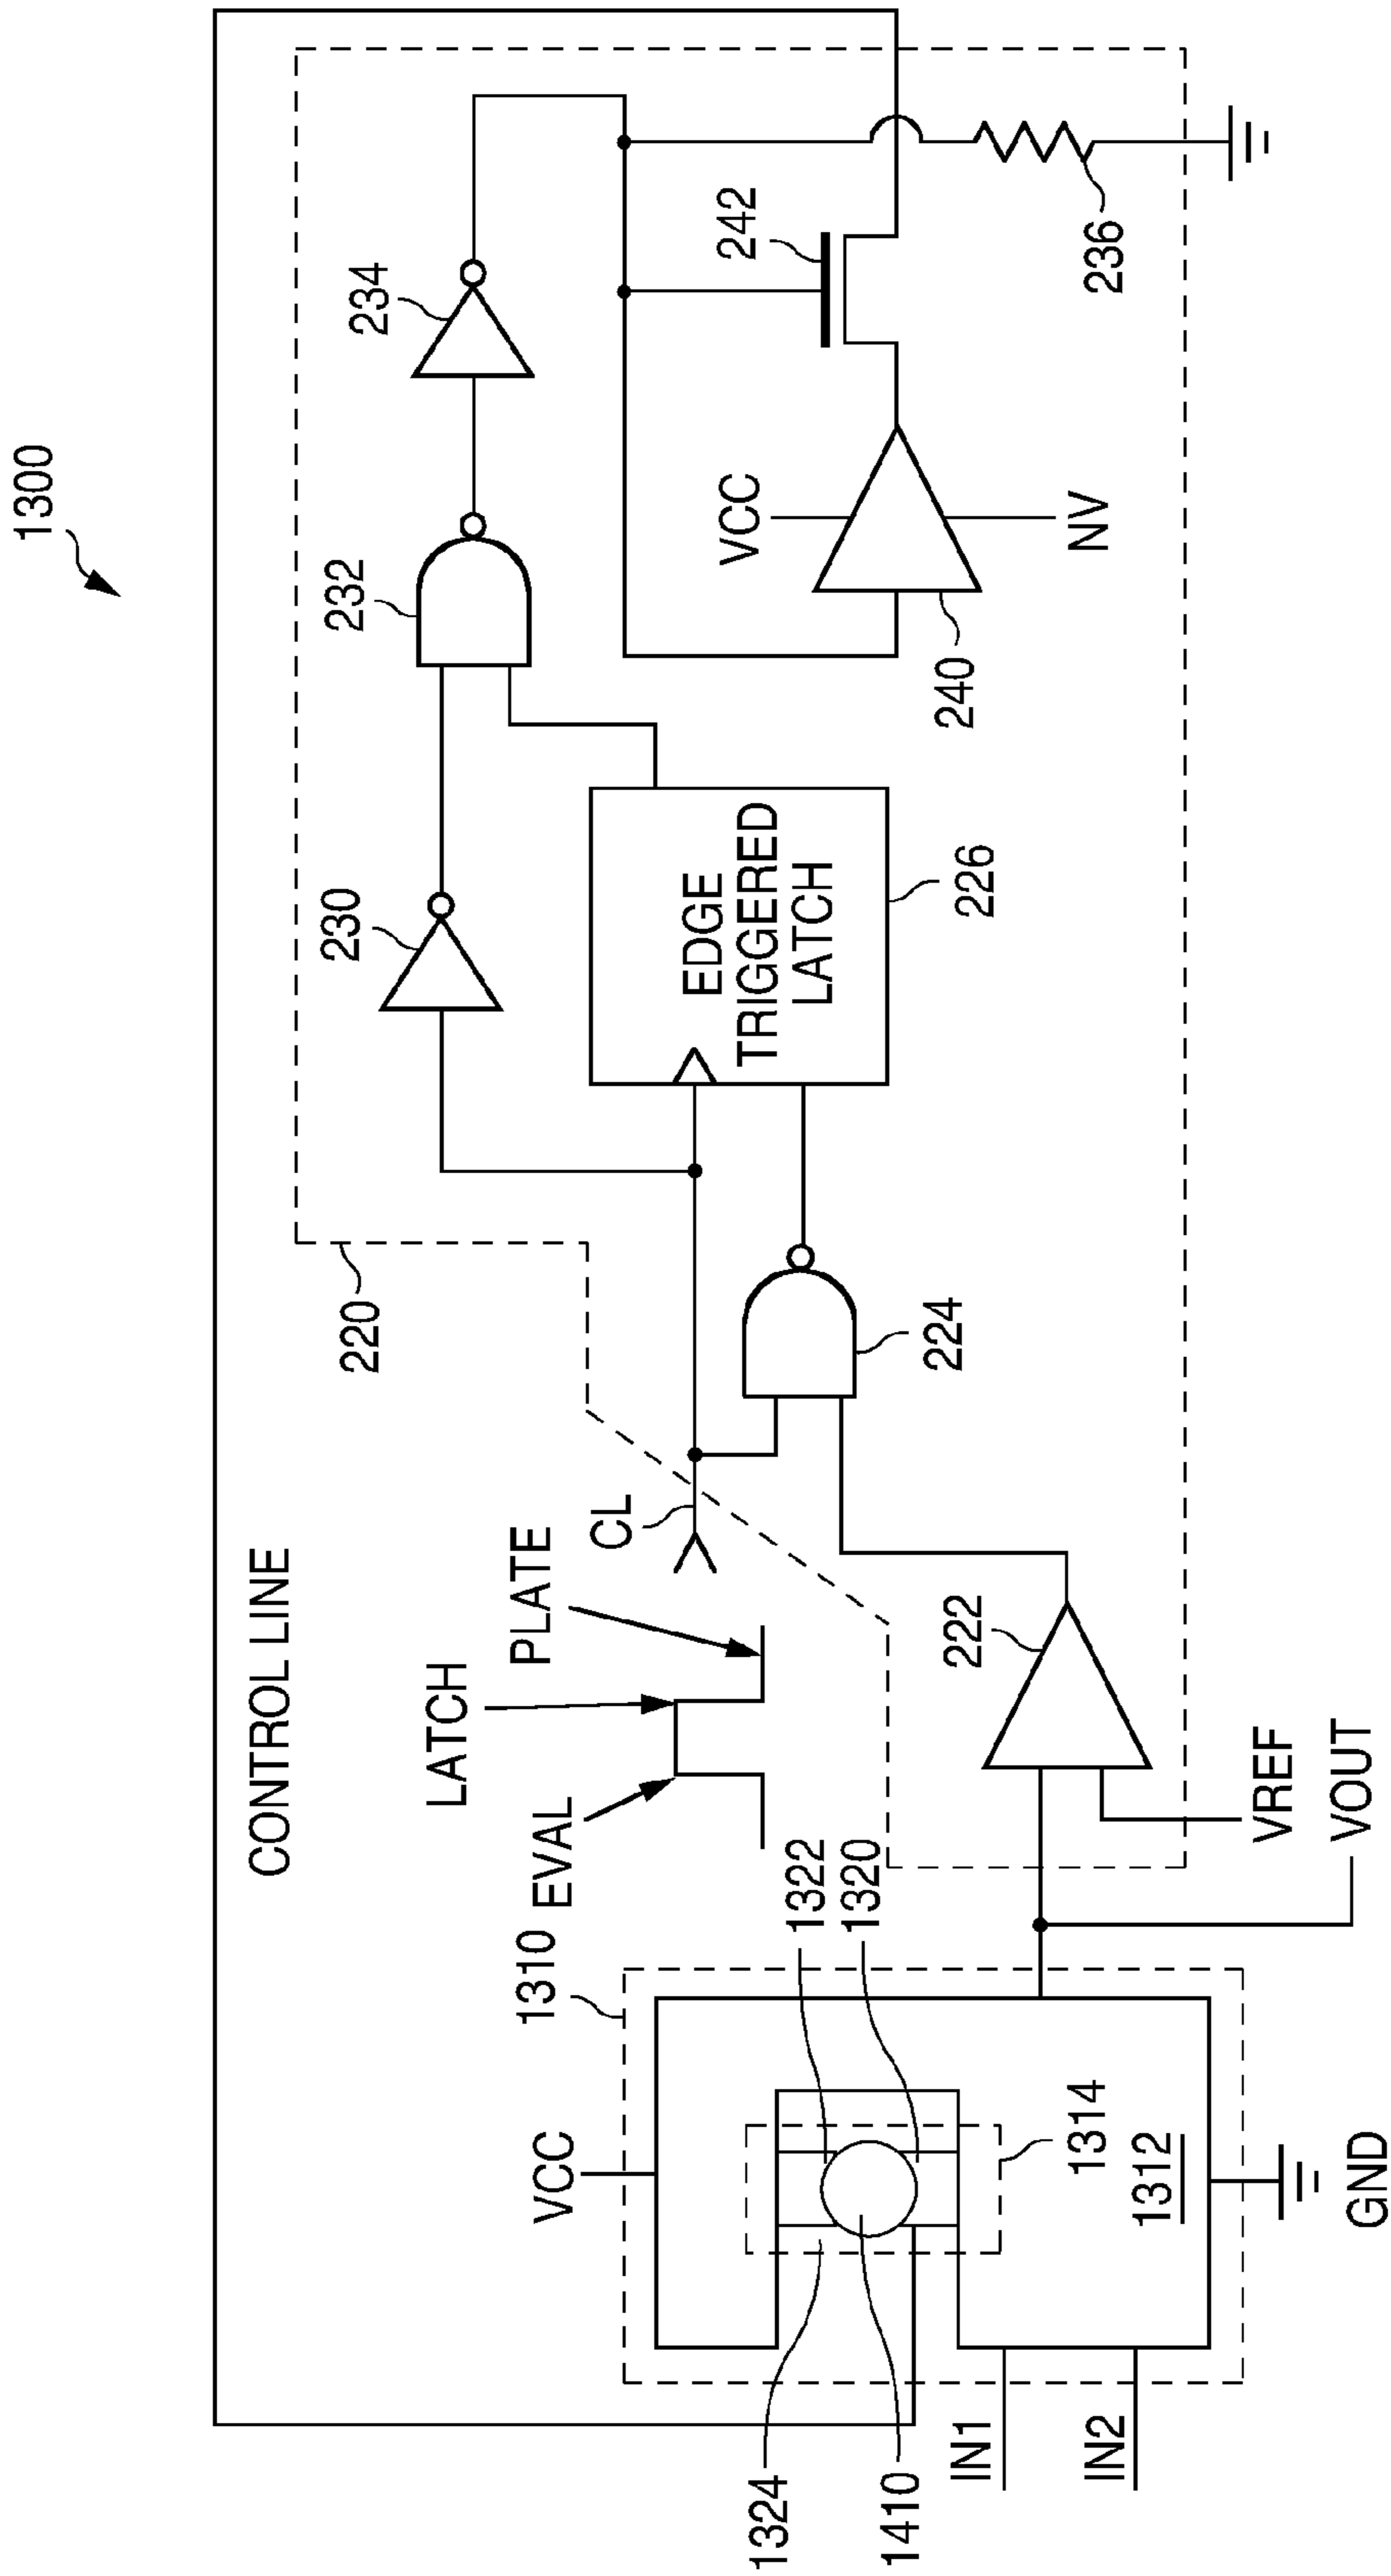 1300
CONTROL LINE
220
230
232
234
EDGE
TRIGGERED
LATCH
226
CL
224
LATCH
PLATE
EVAL
VCC
NV
240
242
236
222
VREF
VOUT
1310
VCC
1322
1320
1314
1312
GND
1324
1410
IN1
IN2